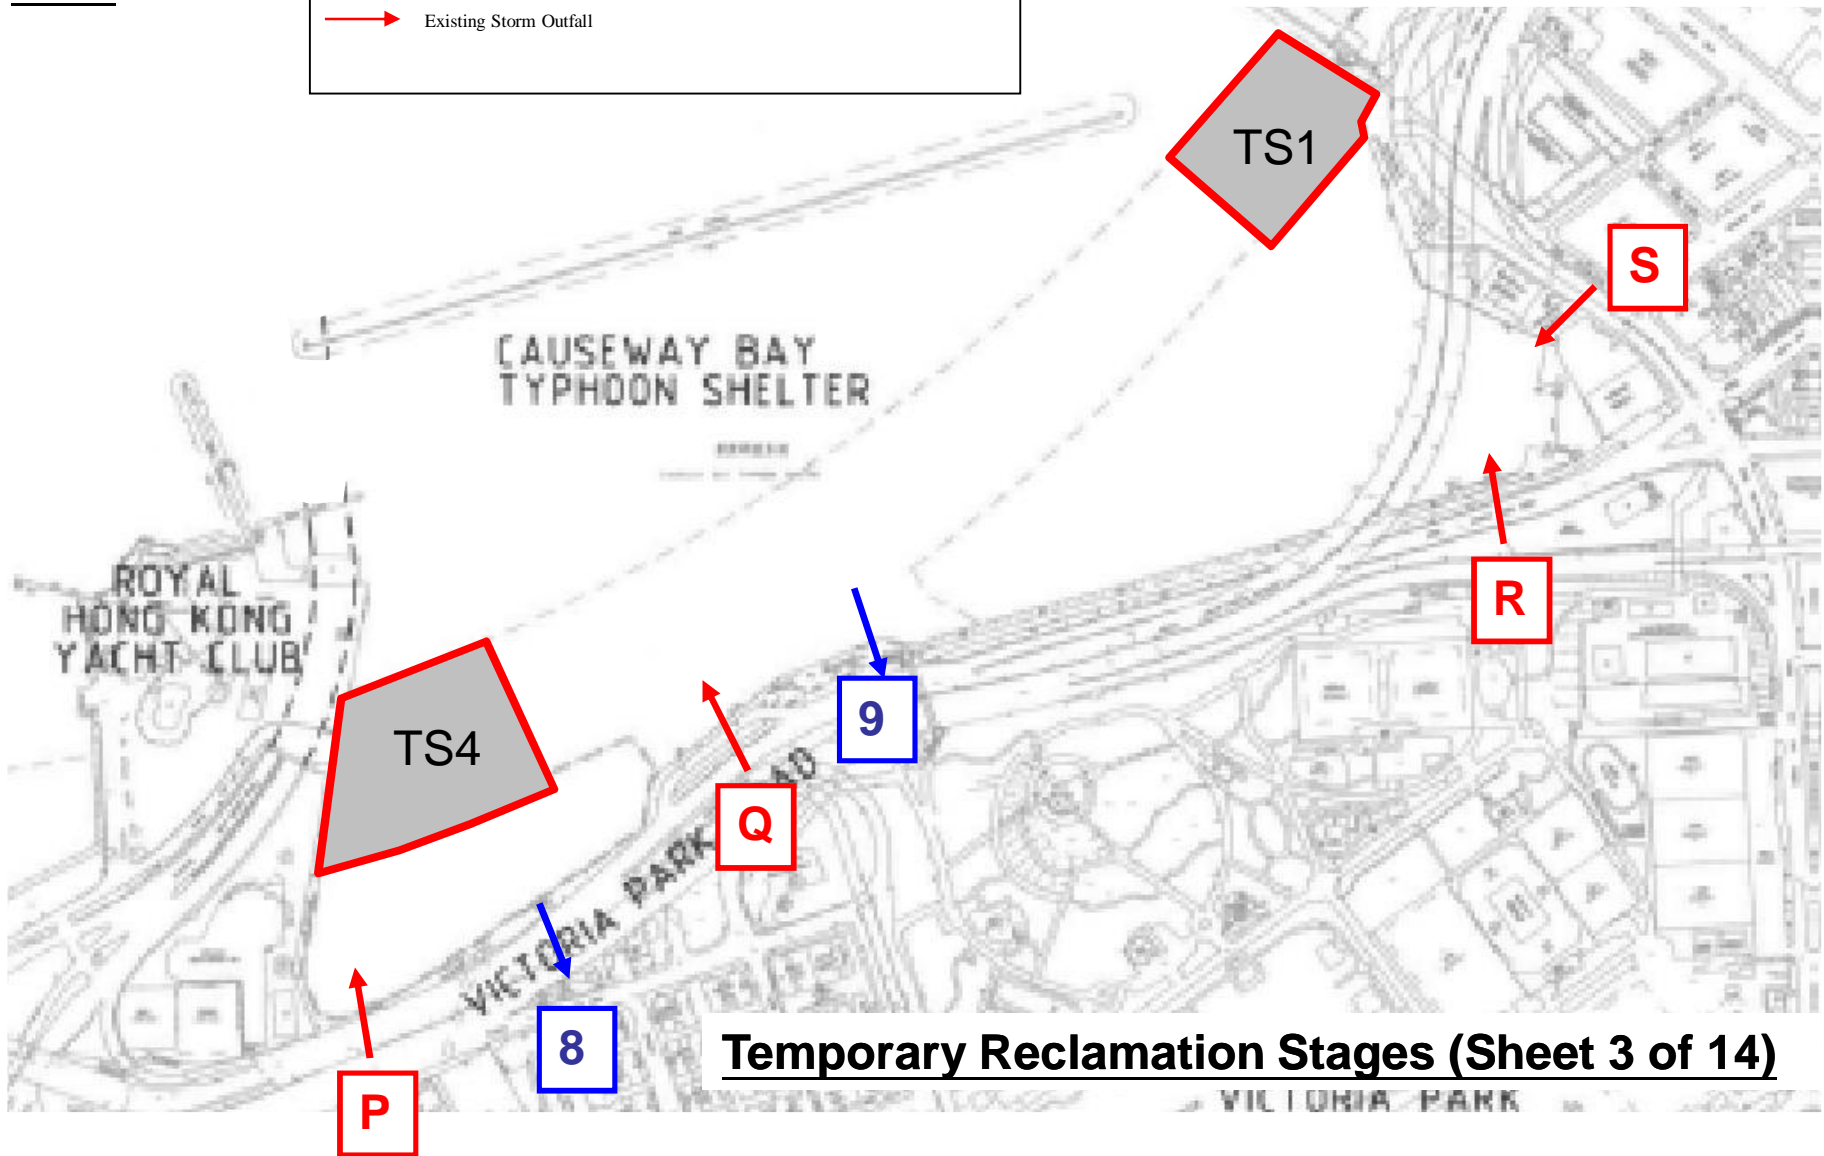 Existing Storm Outfall
TS1
S
CAUSEWAY BAY
TYPHOON SHELTER
ROYAL
HONG KONG
YACHT CLUB
R
TS4
9
Q
VICTORIA PARK
8
Temporary Reclamation Stages (Sheet 3 of 14)
P
VICTORIA PARK